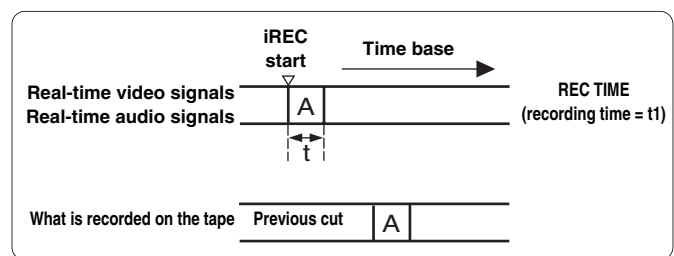 iREC
start
Time base
Real-time video signals
Real-time audio signals
A
REC TIME
(recording time = t1)
t
What is recorded on the tape
Previous cut
A